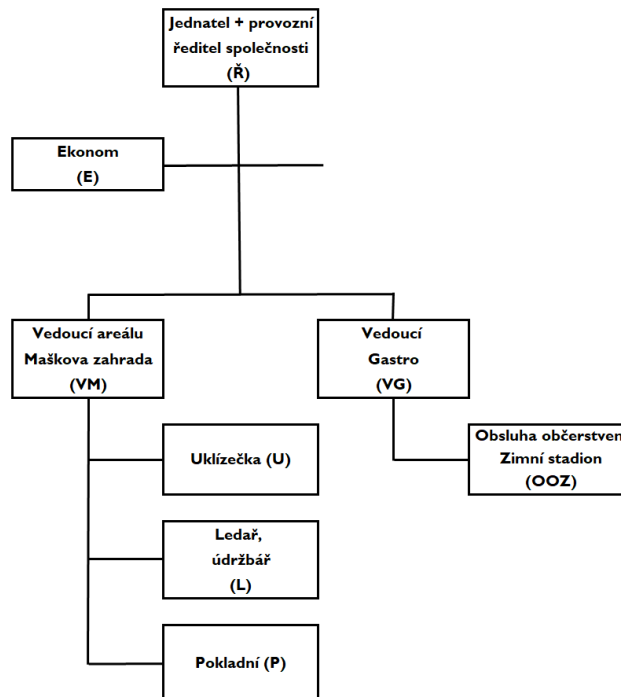 Jednatel + provozní
ředitel společnosti
(Ř)
Ekonom
(E)
Vedoucí areálu
Maškova zahrada
(VM)
Vedoucí
Gastro
(VG)
Uklízečka (U)
Obsluha občerstven
Zimní stadion
(OOZ)
Ledař,
údržbář
(L)
Pokladní (P)